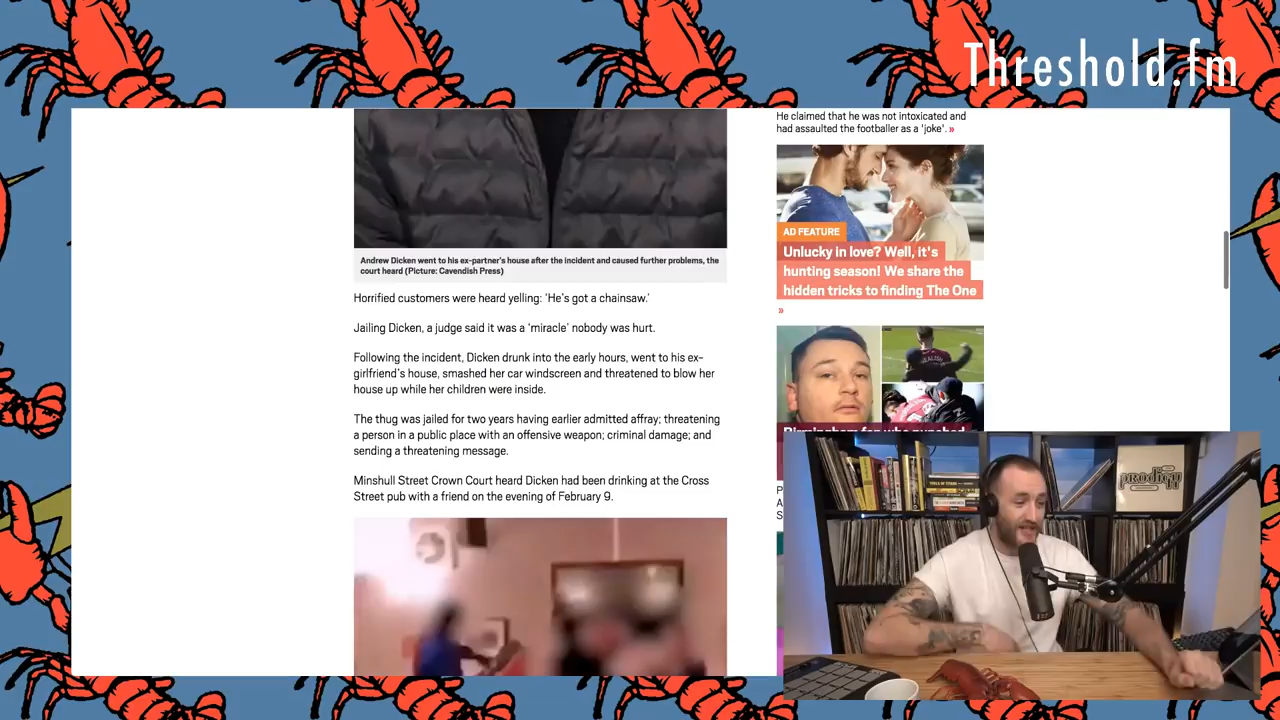 Threshold.fm
Andrew Dicken went to his ex-partner's house after the incident and caused further problems, the
court heard (Picture: Cavendish Press)
Horrified customers were heard yelling: 'He's got a chainsaw.'
Jailing Dicken, a judge said it was a 'miracle' nobody was hurt.
Following the incident, Dicken drunk into the early hours, went to his ex-
girlfriend's house, smashed her car windscreen and threatened to blow her
house up while her children were inside.
The thug was jailed for two years having earlier admitted affray; threatening
a person in a public place with an offensive weapon; criminal damage; and
sending a threatening message.
Minshull Street Crown Court heard Dicken had been drinking at the Cross
Street pub with a friend on the evening of February 9.
He claimed that he was not intoxicated and
had assaulted the footballer as a 'joke'. »
AD FEATURE
Unlucky in love? Well, it's
hunting season! We share the
hidden tricks to finding The One
»
P
A
S
prodigy